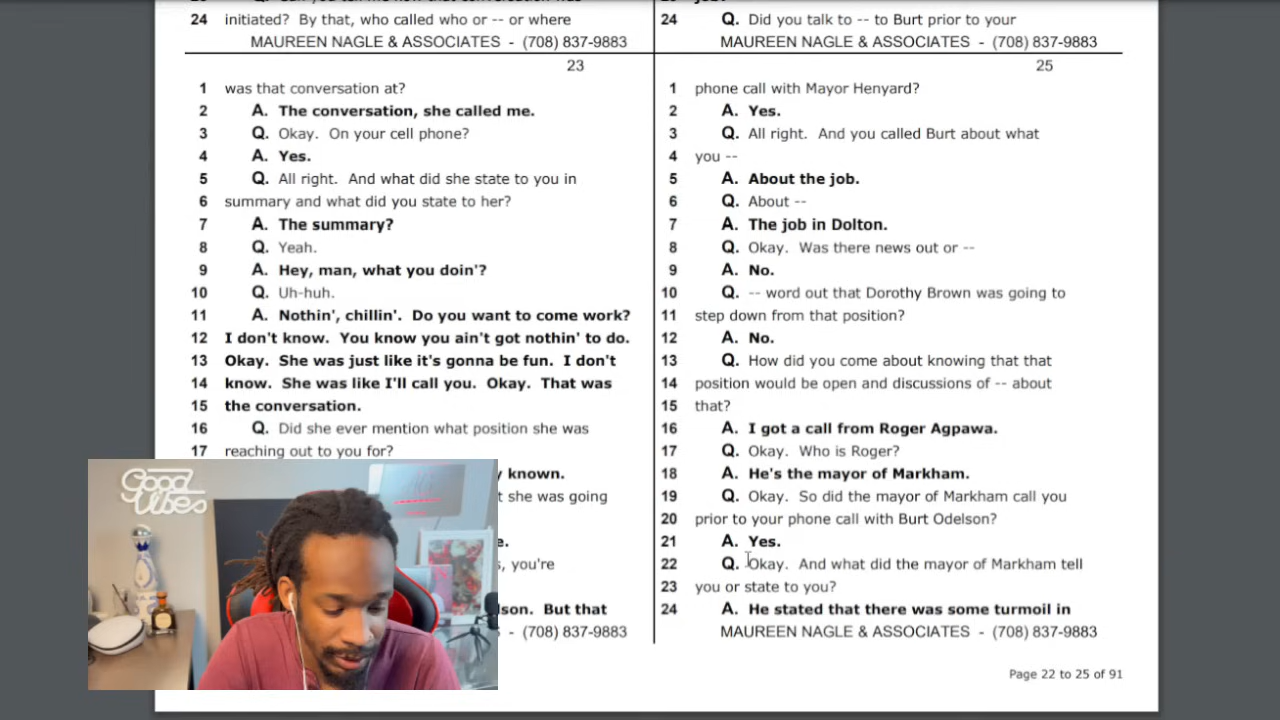 24 initiated? By that, who called who or -- or where
MAUREEN NAGLE & ASSOCIATES - (708) 837-9883
23
1 was that conversation at?
2 A. The conversation, she called me.
3 Q. Okay. On your cell phone?
4 A. Yes.
5 Q. All right. And what did she state to you in
6 summary and what did you state to her?
7 A. The summary?
8 Q. Yeah.
9 A. Hey, man, what you doin'?
10 Q. Uh-huh.
11 A. Nothin', chillin'. Do you want to come work?
12 I don't know. You know you ain't got nothin' to do.
13 Okay. She was just like it's gonna be fun. I don't
14 know. She was like I'll call you. Okay. That was
15 the conversation.
16 Q. Did she ever mention what position she was
17 reaching out to you for?
known.
she was going
you're
But that
- (708) 837-9883
24 Q. Did you talk to -- to Burt prior to your
MAUREEN NAGLE & ASSOCIATES - (708) 837-9883
25
1 phone call with Mayor Henyard?
2 A. Yes.
3 Q. All right. And you called Burt about what
4 you --
5 A. About the job.
6 Q. About --
7 A. The job in Dolton.
8 Q. Okay. Was there news out or --
9 A. No.
10 Q. -- word out that Dorothy Brown was going to
11 step down from that position?
12 A. No.
13 Q. How did you come about knowing that that
14 position would be open and discussions of -- about
15 that?
16 A. I got a call from Roger Agpawa.
17 Q. Okay. Who is Roger?
18 A. He's the mayor of Markham.
19 Q. Okay. So did the mayor of Markham call you
20 prior to your phone call with Burt Odelson?
21 A. Yes.
22 Q. Okay. And what did the mayor of Markham tell
23 you or state to you?
24 A. He stated that there was some turmoil in
MAUREEN NAGLE & ASSOCIATES - (708) 837-9883
Page 22 to 25 of 91
GOOD
Vibes